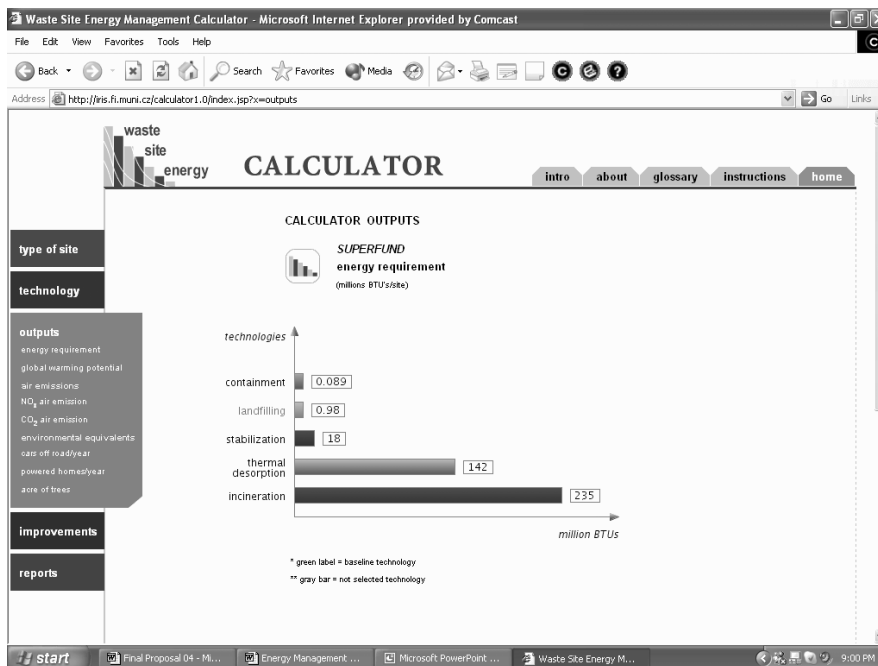 Waste Site Energy Management Calculator - Microsoft Internet Explorer provided by Comcast
File Edit View Favorites Tools Help
Back Search Favorites Media
Address http://iris.fi.muni.cz/calculator1.0/index.jsp?x=outputs Go Links
waste
site
energy
CALCULATOR
intro about glossary instructions home
CALCULATOR OUTPUTS
SUPERFUND
energy requirement
(millions BTU's/site)
type of site
technology
outputs
energy requirement
global warming potential
air emissions
NOx air emission
CO2 air emission
environmental equivalents
cars off road/year
powered homes/year
acre of trees
improvements
reports
technologies
containment 0.089
landfilling 0.98
stabilization 18
thermal
desorption 142
incineration 235
million BTUs
* green label = baseline technology
** gray bar = not selected technology
start Final Proposal 04 - Mi... Energy Management ... Microsoft PowerPoint ... Waste Site Energy M... 9:00 PM